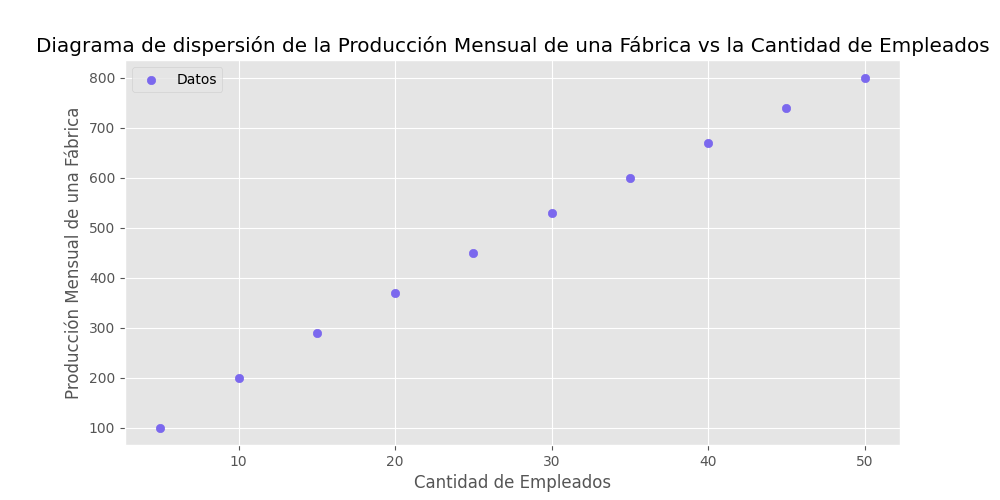 Diagrama de dispersión de la Producción Mensual de una Fábrica vs la Cantidad de Empleados
Datos
Producción Mensual de una Fábrica
800
700
600
500
400
300
200
100
10 20 30 40 50
Cantidad de Empleados